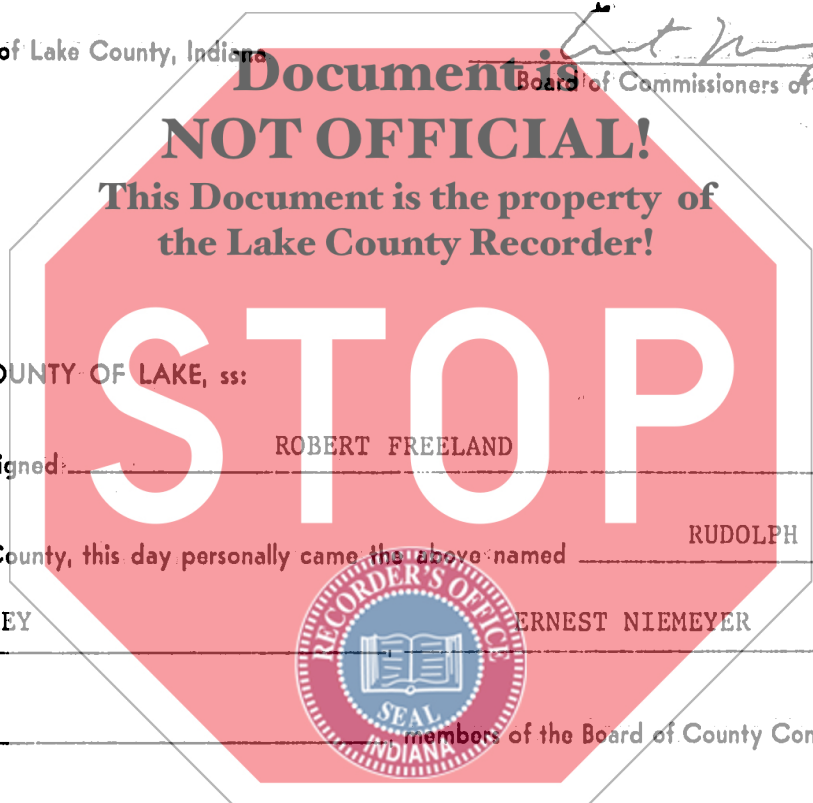 of Lake County, Indiana
Document is
Board of Commissioners of
NOT OFFICIAL!
This Document is the property of
the Lake County Recorder!
STOP
OUNTY OF LAKE, ss:
igned ROBERT FREELAND
County, this day personally came the above named RUDOLPH
EY ERNEST NIEMEYER
RECORDER'S OFFICE
SEAL
INDIANA
members of the Board of County Com